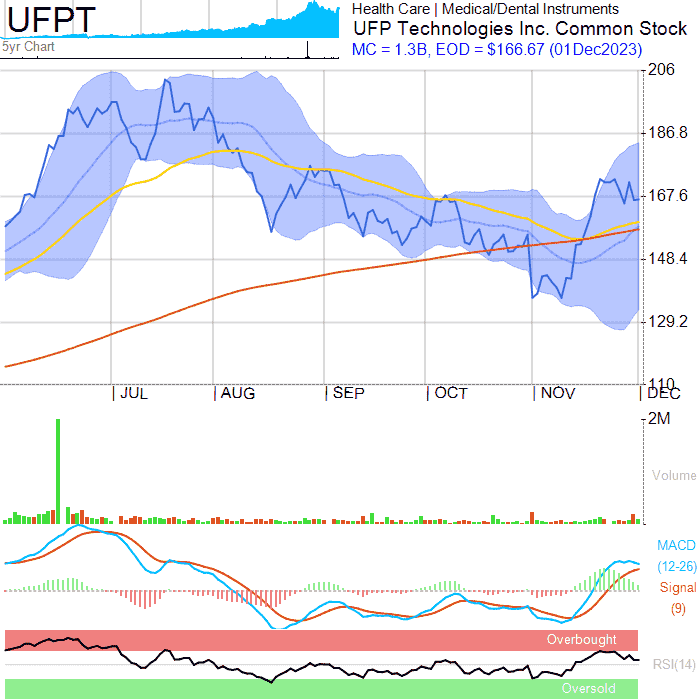 UFPT
5yr Chart
Health Care | Medical/Dental Instruments
UFP Technologies Inc. Common Stock
MC = 1.3B, EOD = $166.67 (01Dec2023)
206
186.8
167.6
148.4
129.2
110
JUL AUG SEP OCT NOV DEC
2M
Volume
MACD
(12-26)
Signal
(9)
Overbought
RSI(14)
Oversold